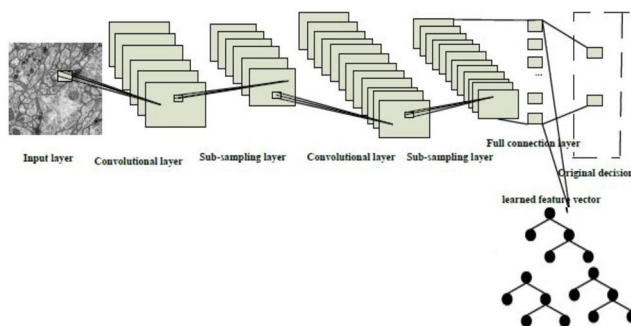 Input layer
Convolutional layer
Sub-sampling layer
Convolutional layer
Sub-sampling layer
Full connection layer
Original decision
...
learned feature vector